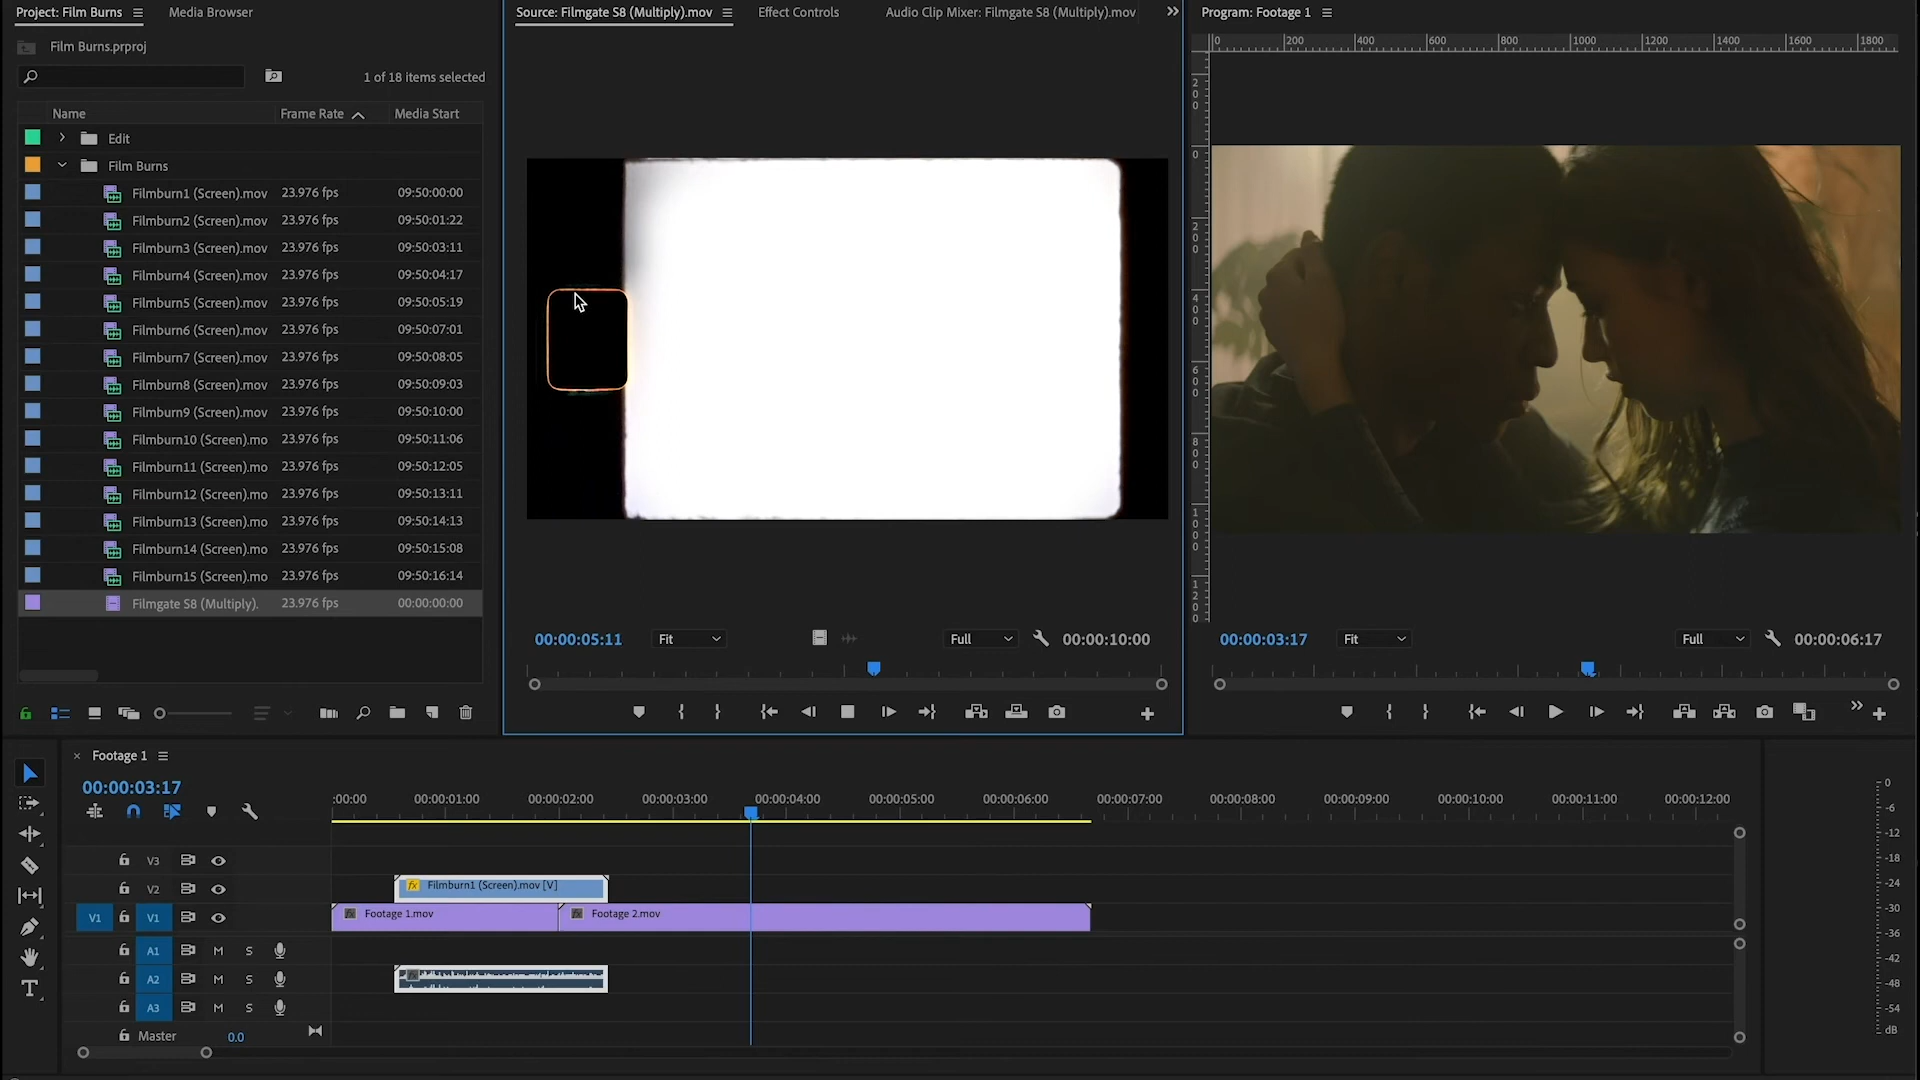 Project: Film Burns
Media Browser
Film Burns.prproj
1 of 18 items selected
Name
Frame Rate
Media Start
Edit
Film Burns
Filmburn1 (Screen).mov 23.976 fps 09:50:00:00
Filmburn2 (Screen).mov 23.976 fps 09:50:01:22
Filmburn3 (Screen).mov 23.976 fps 09:50:03:11
Filmburn4 (Screen).mov 23.976 fps 09:50:04:17
Filmburn5 (Screen).mov 23.976 fps 09:50:05:19
Filmburn6 (Screen).mov 23.976 fps 09:50:07:01
Filmburn7 (Screen).mov 23.976 fps 09:50:08:05
Filmburn8 (Screen).mov 23.976 fps 09:50:09:03
Filmburn9 (Screen).mov 23.976 fps 09:50:10:00
Filmburn10 (Screen).mo 23.976 fps 09:50:11:06
Filmburn11 (Screen).mo 23.976 fps 09:50:12:05
Filmburn12 (Screen).mo 23.976 fps 09:50:13:11
Filmburn13 (Screen).mo 23.976 fps 09:50:14:13
Filmburn14 (Screen).mo 23.976 fps 09:50:15:08
Filmburn15 (Screen).mo 23.976 fps 09:50:16:14
Filmgate S8 (Multiply). 23.976 fps 00:00:00:00
Source: Filmgate S8 (Multiply).mov
Effect Controls
Audio Clip Mixer: Filmgate S8 (Multiply).mov
00:00:05:11
Fit
Full
00:00:10:00
Program: Footage 1
0 200 400 600 800 1000 1200 1400 1600 1800
200
0
200
400
600
800
1000
1200
00:00:03:17
Fit
Full
00:00:06:17
Footage 1
00:00:03:17
:00:00 00:00:01:00 00:00:02:00 00:00:03:00 00:00:04:00 00:00:05:00 00:00:06:00 00:00:07:00 00:00:08:00 00:00:09:00 00:00:10:00 00:00:11:00 00:00:12:00
V3
V2
fx Filmburn1 (Screen).mov [V]
V1 V1
fx Footage 1.mov
fx Footage 2.mov
A1 M S
A2 M S
fx
A3 M S
Master 0.0
0
-6
-12
-18
-24
-30
-36
-42
-48
-54
dB